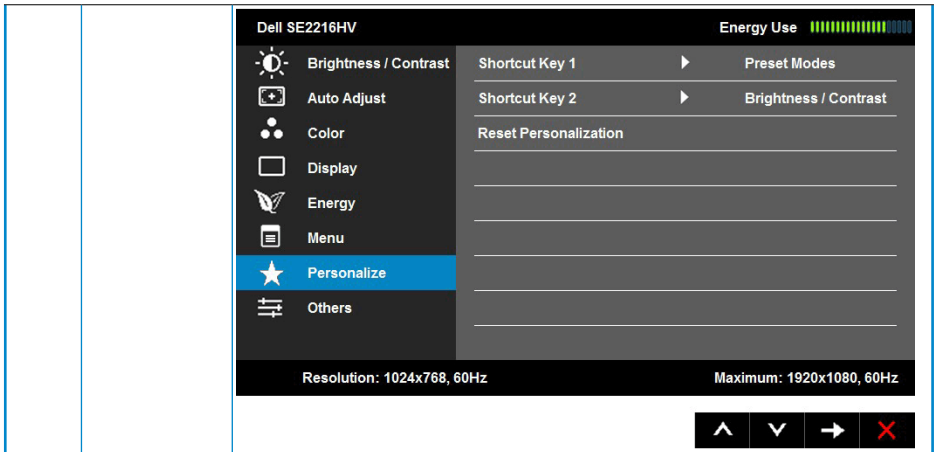 Dell SE2216HV Energy Use
Brightness / Contrast Shortcut Key 1 Preset Modes
Auto Adjust Shortcut Key 2 Brightness / Contrast
Color Reset Personalization
Display
Energy
Menu
Personalize
Others
Resolution: 1024x768, 60Hz Maximum: 1920x1080, 60Hz